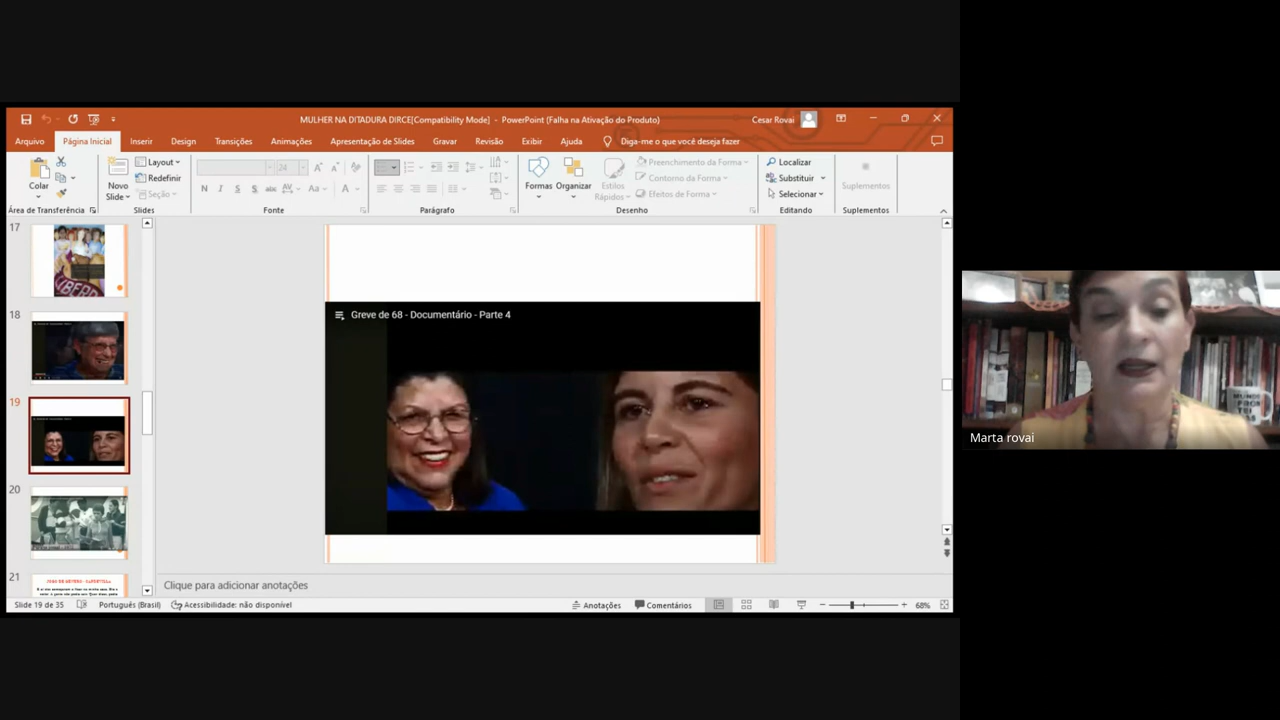 MULHER NA DITADURA DIRCE[Compatibility Mode] - PowerPoint (Falha na Ativação do Produto)
Cesar Rovai
Arquivo Página Inicial Inserir Design Transições Animações Apresentação de Slides Gravar Revisão Exibir Ajuda Diga-me o que você deseja fazer
Colar
Novo Slide
Layout
Redefinir
Seção
24
N I S S AV Aa A
Formas
Organizar
Estilos Rápidos
Preenchimento da Forma
Contorno da Forma
Efeitos de Forma
Localizar
Substituir
Selecionar
Suplementos
Área de Transferência Slides Fonte Parágrafo Desenho Editando Suplementos
17
LIBERD
18
19
20
21
Greve de 68 - Documentário - Parte 4
Marta rovai
Clique para adicionar anotações
Slide 19 de 35 Português (Brasil) Acessibilidade: não disponível Anotações Comentários 68%